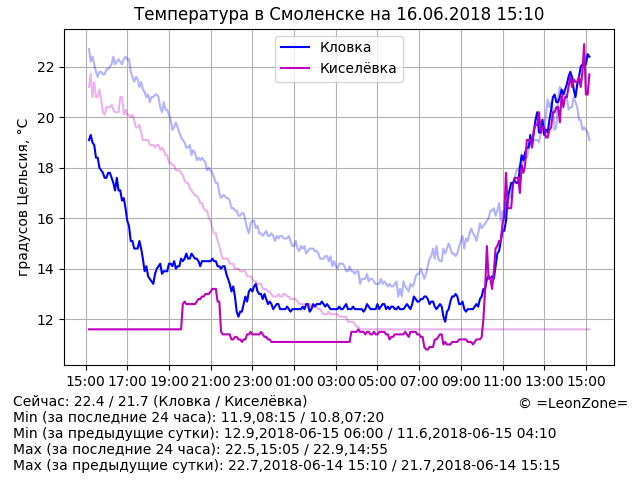 Температура в Смоленске на 16.06.2018 15:10
Кловка
Киселёвка
градусов Цельсия, °C
22
20
18
16
14
12
15:00 17:00 19:00 21:00 23:00 01:00 03:00 05:00 07:00 09:00 11:00 13:00 15:00
Сейчас: 22.4 / 21.7 (Кловка / Киселёвка)
© =LeonZone=
Min (за последние 24 часа): 11.9,08:15 / 10.8,07:20
Min (за предыдущие сутки): 12.9,2018-06-15 06:00 / 11.6,2018-06-15 04:10
Max (за последние 24 часа): 22.5,15:05 / 22.9,14:55
Max (за предыдущие сутки): 22.7,2018-06-14 15:10 / 21.7,2018-06-14 15:15